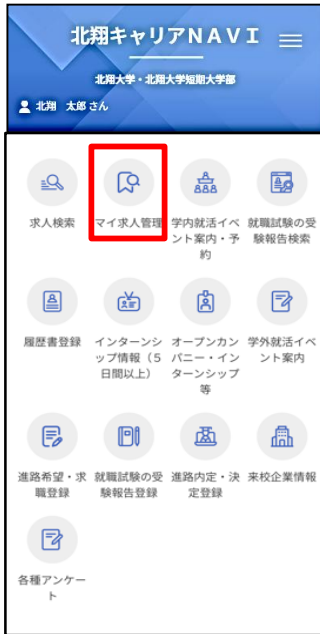 北翔キャリアNAVI
北翔大学・北翔大学短期大学部
北翔　太郎 さん
求人検索
マイ求人管理
学内就活イベ
ント案内・予
約
就職試験の受
験報告検索
履歴書登録
インターンシ
ップ情報（5
日間以上）
オープンカン
パニー・イン
ターンシップ
等
学外就活イベ
ント案内
進路希望・求
職登録
就職試験の受
験報告登録
進路内定・決
定登録
来校企業情報
各種アンケー
ト